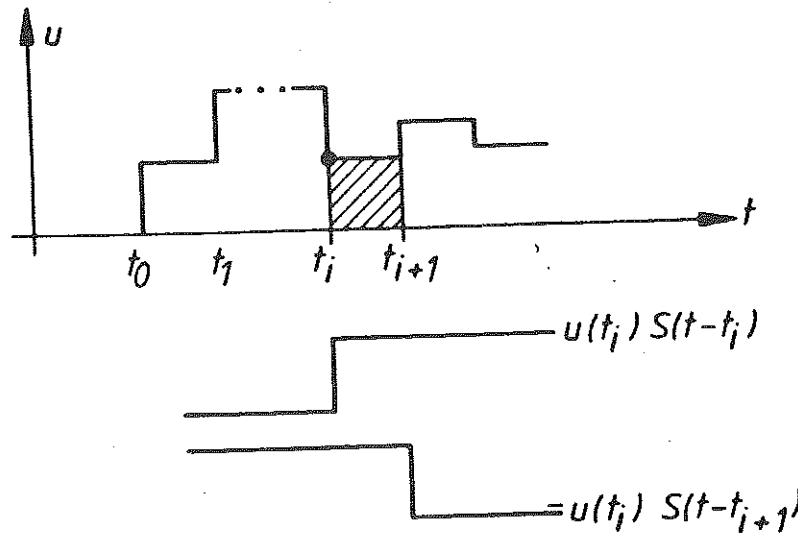 u
t
t₀ t₁ tᵢ tᵢ₊₁
u(tᵢ) S(t-tᵢ)
-u(tᵢ) S(t-tᵢ₊₁)